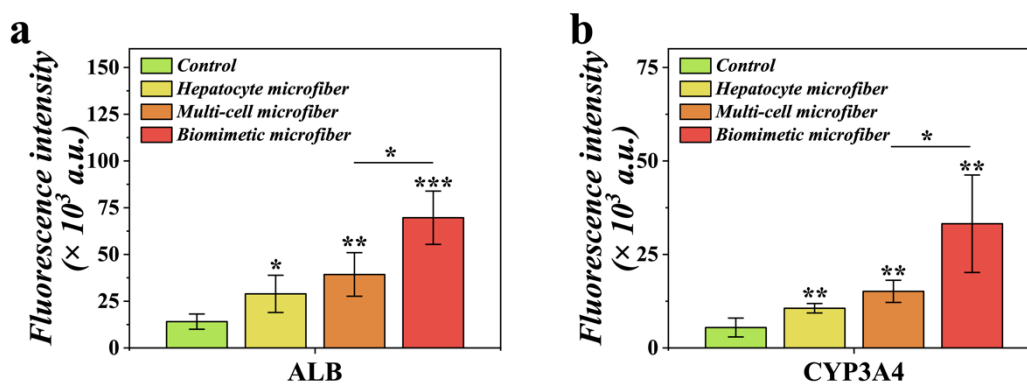 a
Fluorescence intensity
(× 10³ a.u.)
150
125
100
75
50
25
0
Control
Hepatocyte microfiber
Multi-cell microfiber
Biomimetic microfiber
*
**
*
***
ALB
b
Fluorescence intensity
(× 10³ a.u.)
75
50
25
0
Control
Hepatocyte microfiber
Multi-cell microfiber
Biomimetic microfiber
**
**
*
**
CYP3A4